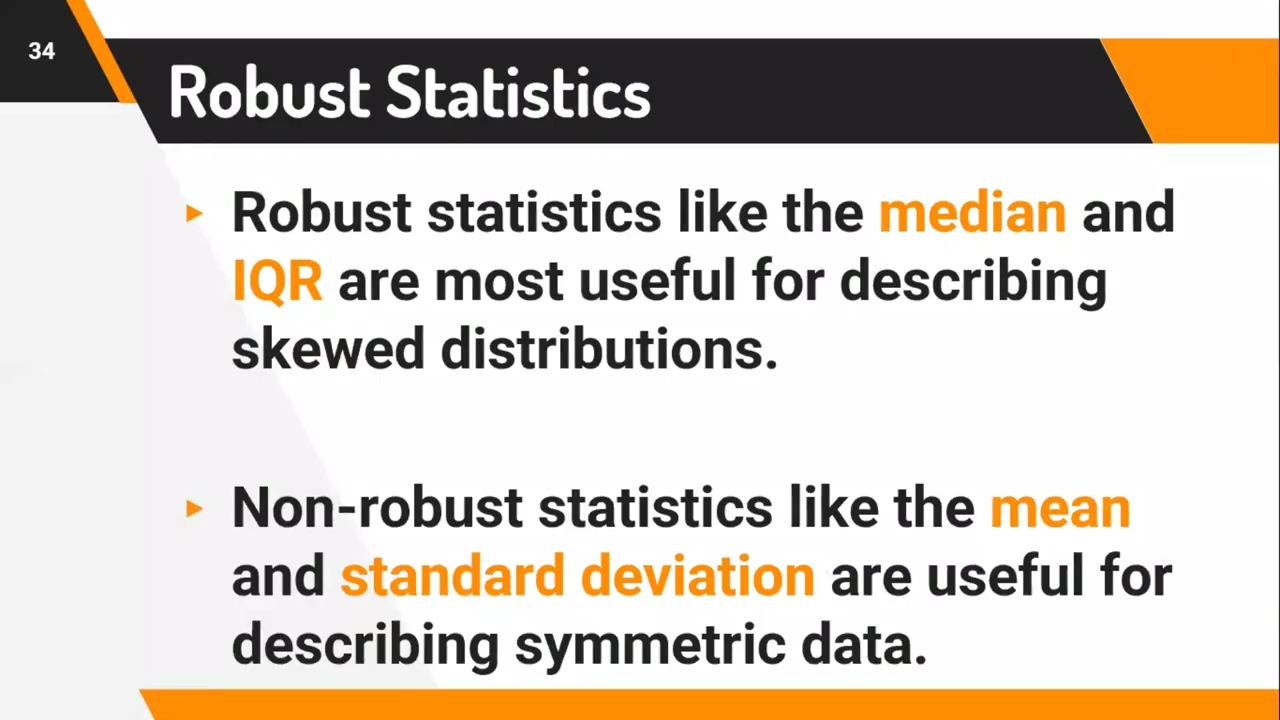 34
Robust Statistics
▸ Robust statistics like the median and
IQR are most useful for describing
skewed distributions.
▸ Non-robust statistics like the mean
and standard deviation are useful for
describing symmetric data.